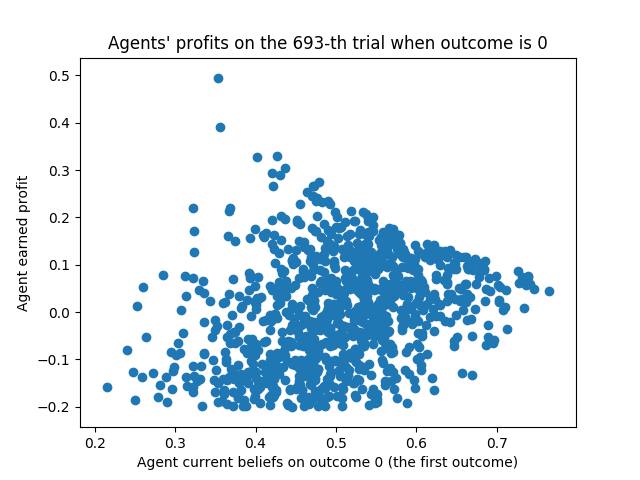 Agents' profits on the 693-th trial when outcome is 0
0.5
0.4
0.3
0.2
0.1
0.0
−0.1
−0.2
Agent earned profit
0.2 0.3 0.4 0.5 0.6 0.7
Agent current beliefs on outcome 0 (the first outcome)